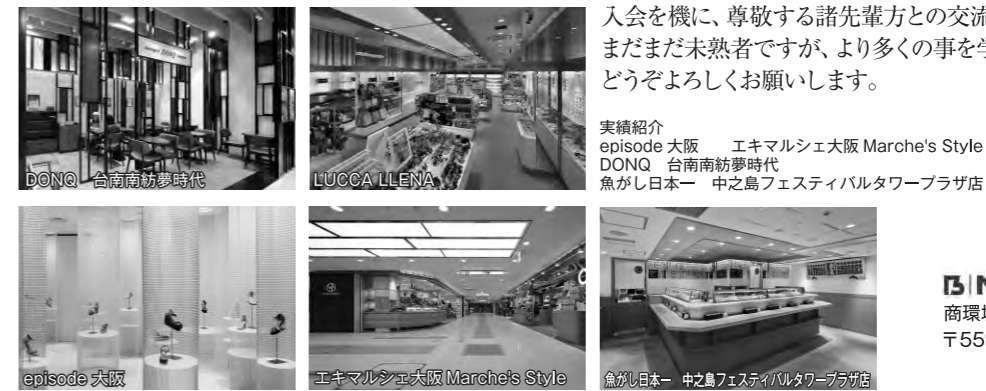 入会を機に、尊敬する諸先輩方との交流
まだまだ未熟者ですが、より多くの事を学
どうぞよろしくお願いします。
実績紹介
episode 大阪　エキマルシェ大阪 Marche's Style
DONQ　台南南紡夢時代
魚がし日本一　中之島フェスティバルタワープラザ店
DONQ　台南南紡夢時代
LUCCA LLENA
episode 大阪
エキマルシェ大阪 Marche's Style
魚がし日本一　中之島フェスティバルタワープラザ店
商環
〒55